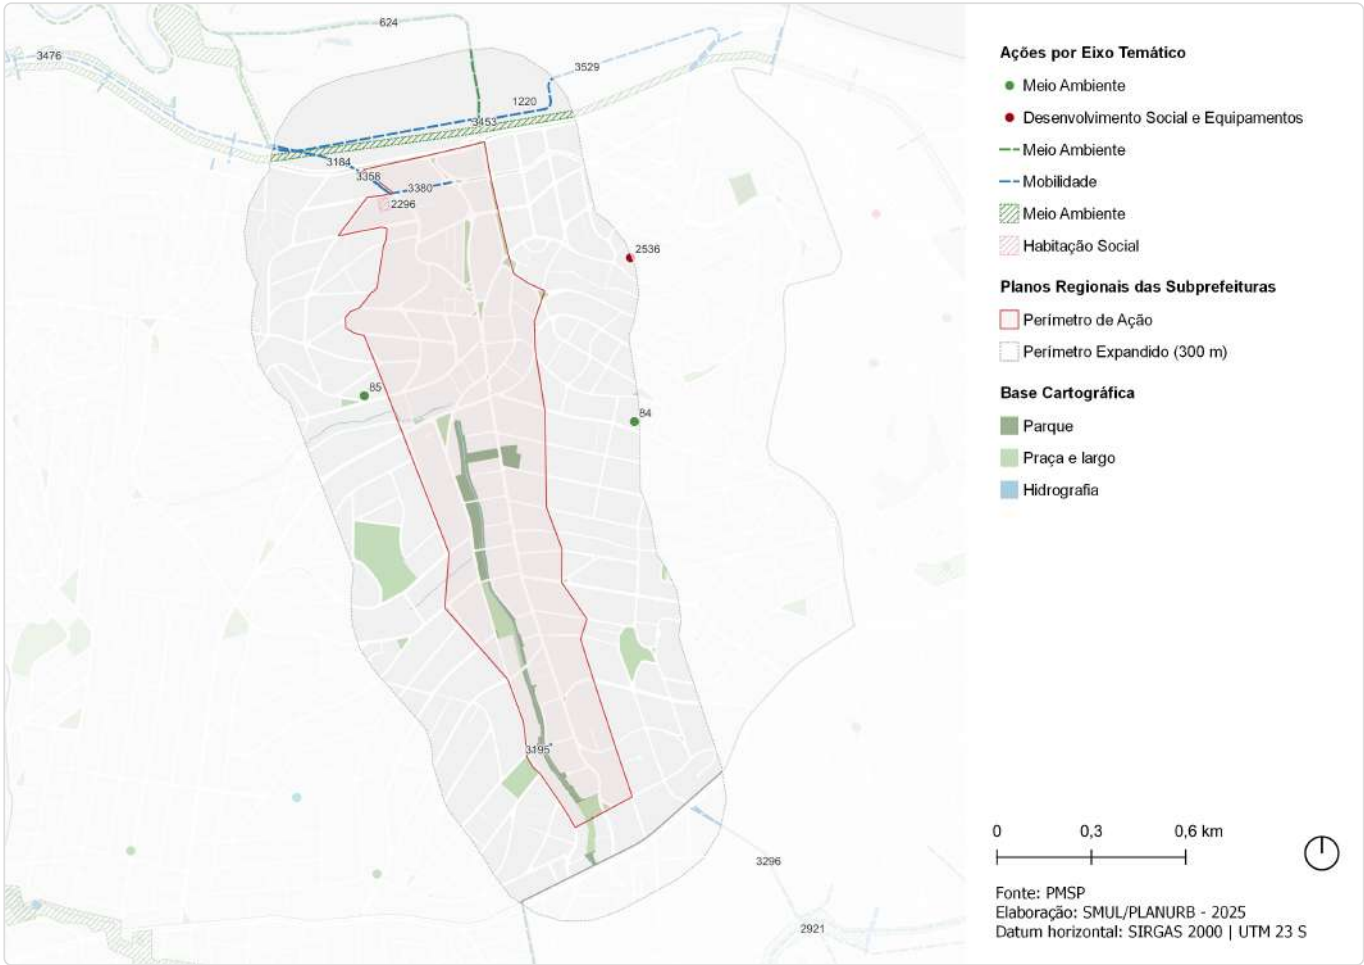 624
3476
3529
1220
3453
3184
3358
3380
2296
2536
85
84
3195
3296
2921
Ações por Eixo Temático
Meio Ambiente
Desenvolvimento Social e Equipamentos
Meio Ambiente
Mobilidade
Meio Ambiente
Habitação Social
Planos Regionais das Subprefeituras
Perímetro de Ação
Perímetro Expandido (300 m)
Base Cartográfica
Parque
Praça e largo
Hidrografia
0 0,3 0,6 km
Fonte: PMSP
Elaboração: SMUL/PLANURB - 2025
Datum horizontal: SIRGAS 2000 | UTM 23 S